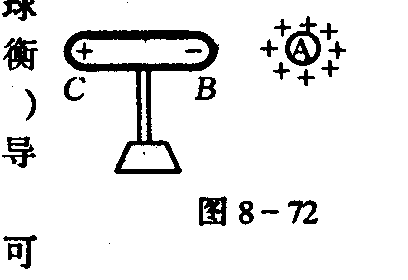 球
衡
)
导
可
+ −
C B
+ + + + A + + + +
图 8-72